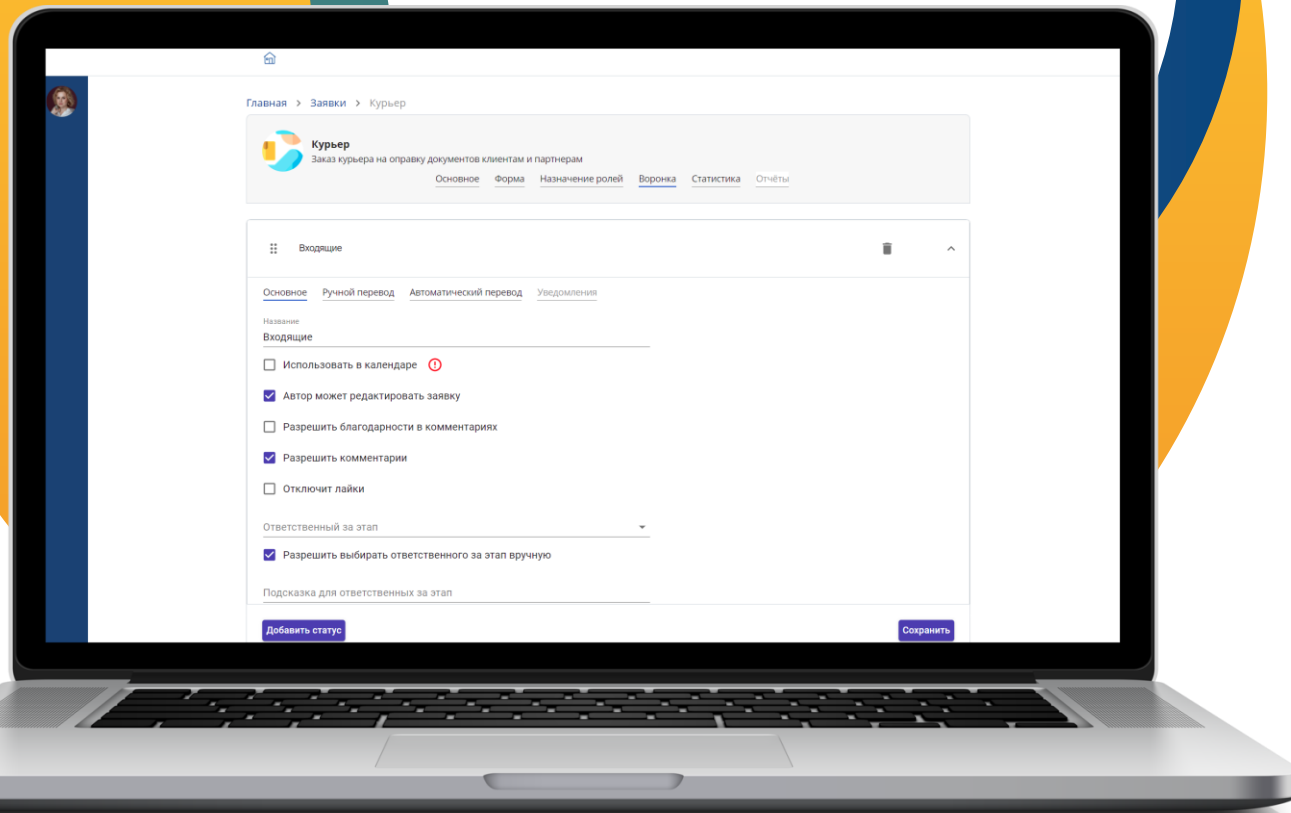 Главная > Заявки > Курьер
Курьер
Заказ курьера на оправку документов клиентам и партнерам
Основное Форма Назначение ролей Воронка Статистика Отчёты
Входящие
Основное Ручной перевод Автоматический перевод Уведомления
Название
Входящие
Использовать в календаре
Автор может редактировать заявку
Разрешить благодарности в комментариях
Разрешить комментарии
Отключит лайки
Ответственный за этап
Разрешить выбирать ответственного за этап вручную
Подсказка для ответственных за этап
Добавить статус Сохранить